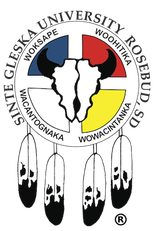 SINTE GLESKA UNIVERSITY ROSEBUD SD
WOKSAPE
WOOHITIKA
WACANTOGNAKA
WOWACINTANKA
®